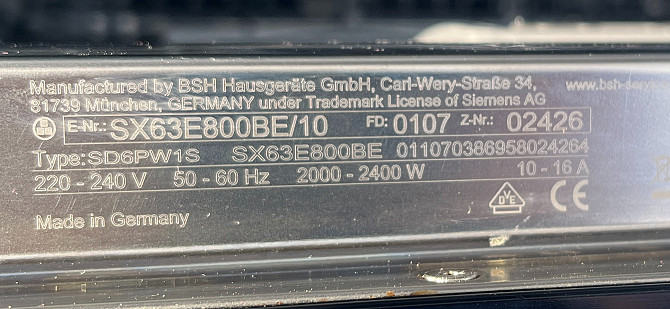 Manufactured by BSH Hausgeräte GmbH, Carl-Wery-Straße 34, www.bsh-
81739 München, GERMANY under Trademark License of Siemens AG
E-Nr.: SX63E800BE/10 FD: 0107 Z-Nr.: 02426
Type: SD6PW1S SX63E800BE 011070386958024264
220 - 240 V 50 - 60 Hz 2000 - 2400 W 10 - 16 A
DVE CE
Made in Germany